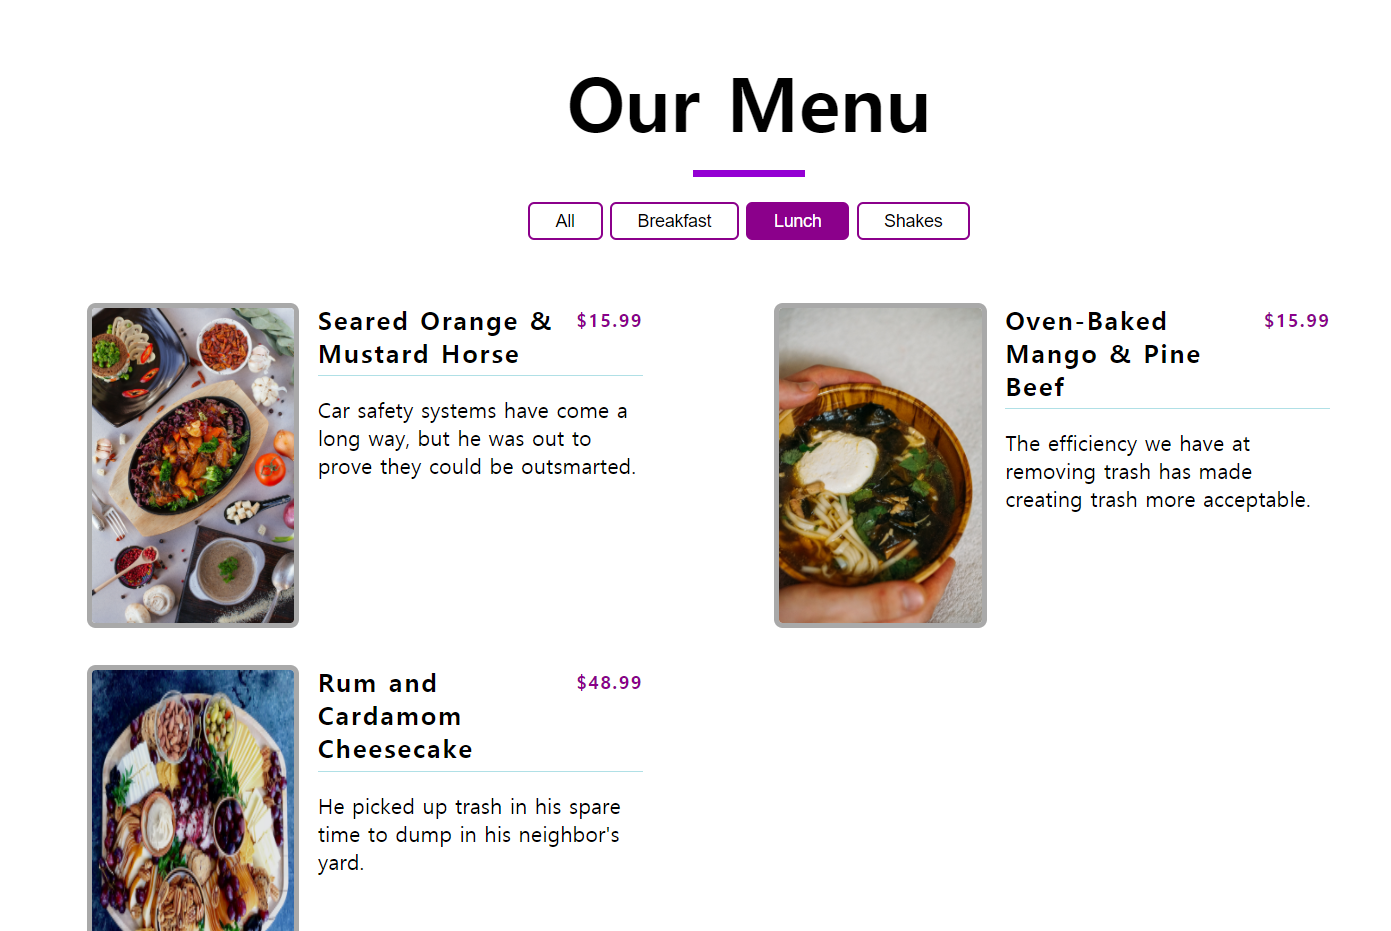 Our Menu
All
Breakfast
Lunch
Shakes
Seared Orange &
Mustard Horse
$15.99
Car safety systems have come a
long way, but he was out to
prove they could be outsmarted.
Oven-Baked
Mango & Pine
Beef
$15.99
The efficiency we have at
removing trash has made
creating trash more acceptable.
Rum and
Cardamom
Cheesecake
$48.99
He picked up trash in his spare
time to dump in his neighbor's
yard.